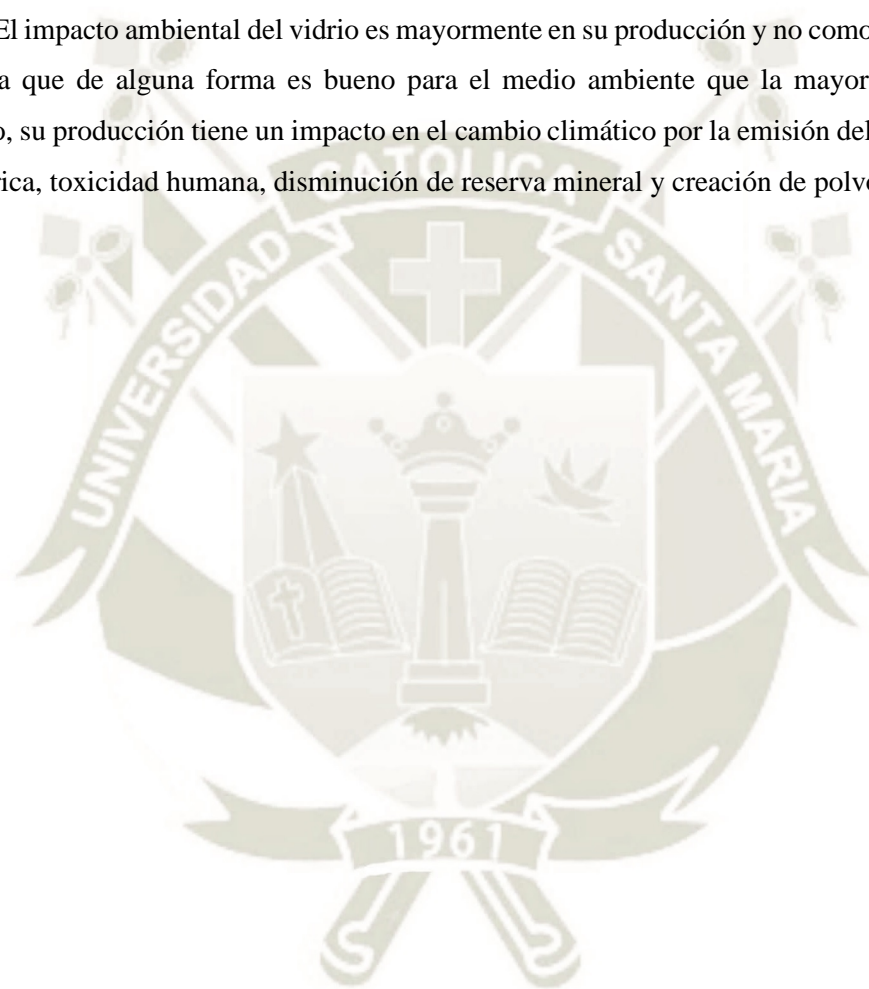 El impacto ambiental del vidrio es mayormente en su producción y no como
que de alguna forma es bueno para el medio ambiente que la mayor
su producción tiene un impacto en el cambio climático por la emisión del
toxicidad humana, disminución de reserva mineral y creación de polvo
UNIVERSIDAD CATOLICA SANTA MARIA
1961